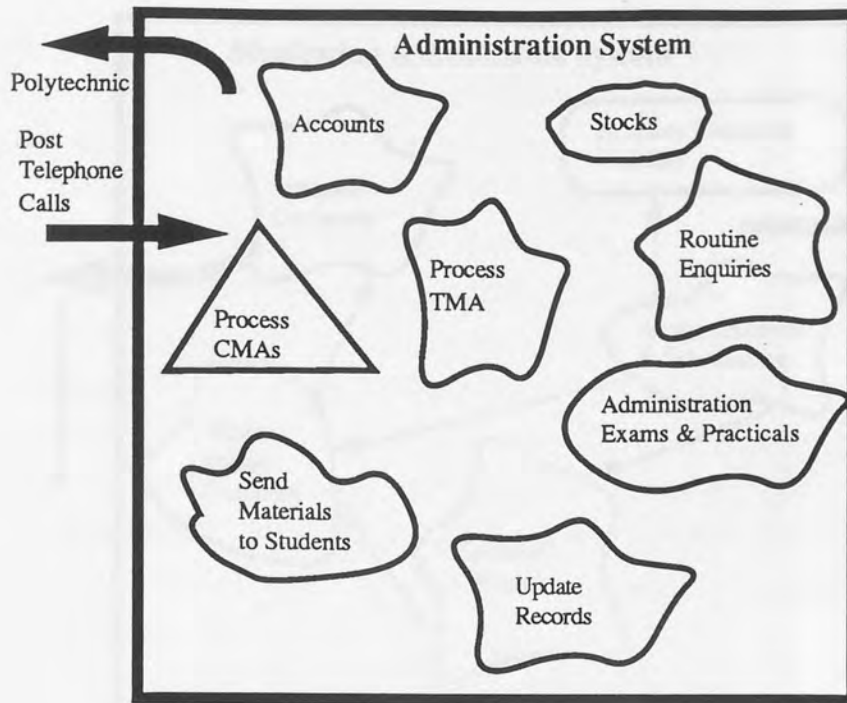 Administration System
Polytechnic
Post
Telephone
Calls
Accounts
Stocks
Process
CMAs
Process
TMA
Routine
Enquiries
Administration
Exams & Practicals
Send
Materials
to Students
Update
Records